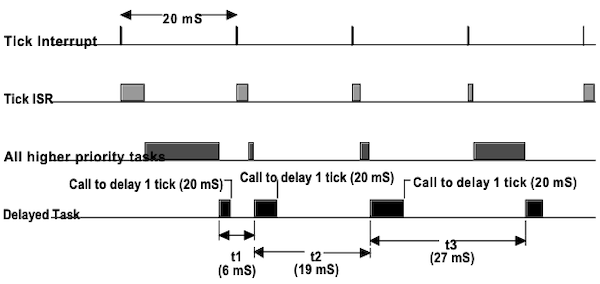 20 mS
Tick Interrupt
Tick ISR
All higher priority tasks
Call to delay 1 tick (20 mS)
Call to delay 1 tick (20 mS)
Call to delay 1 tick (20 mS)
Delayed Task
t1
(6 mS)
t2
(19 mS)
t3
(27 mS)